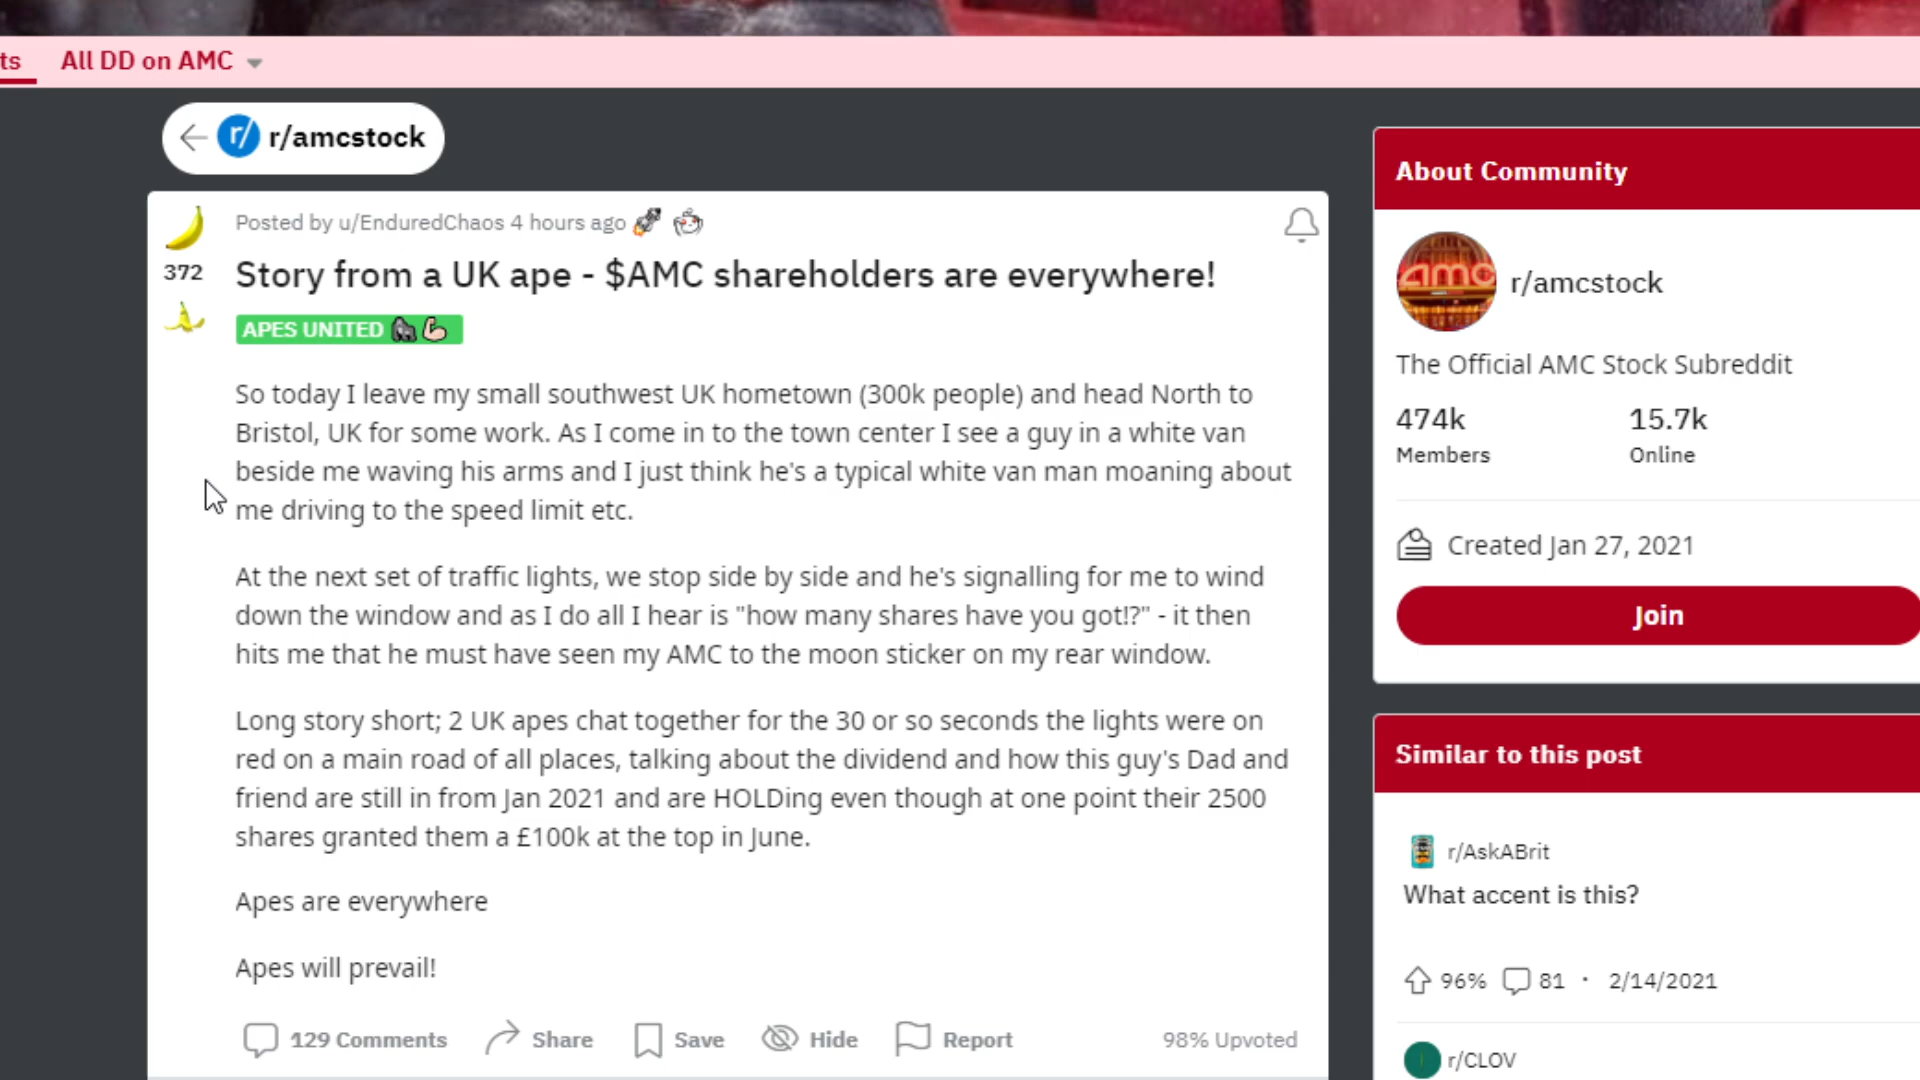 ts
All DD on AMC
r/amcstock
Posted by u/EnduredChaos 4 hours ago
372
Story from a UK ape - $AMC shareholders are everywhere!
APES UNITED
So today I leave my small southwest UK hometown (300k people) and head North to
Bristol, UK for some work. As I come in to the town center I see a guy in a white van
beside me waving his arms and I just think he's a typical white van man moaning about
me driving to the speed limit etc.
At the next set of traffic lights, we stop side by side and he's signalling for me to wind
down the window and as I do all I hear is "how many shares have you got!?" - it then
hits me that he must have seen my AMC to the moon sticker on my rear window.
Long story short; 2 UK apes chat together for the 30 or so seconds the lights were on
red on a main road of all places, talking about the dividend and how this guy's Dad and
friend are still in from Jan 2021 and are HOLDing even though at one point their 2500
shares granted them a £100k at the top in June.
Apes are everywhere
Apes will prevail!
129 Comments
Share
Save
Hide
Report
98% Upvoted
About Community
amc
r/amcstock
The Official AMC Stock Subreddit
474k
15.7k
Members
Online
Created Jan 27, 2021
Join
Similar to this post
r/AskABrit
What accent is this?
96%
81
· 2/14/2021
r/CLOV